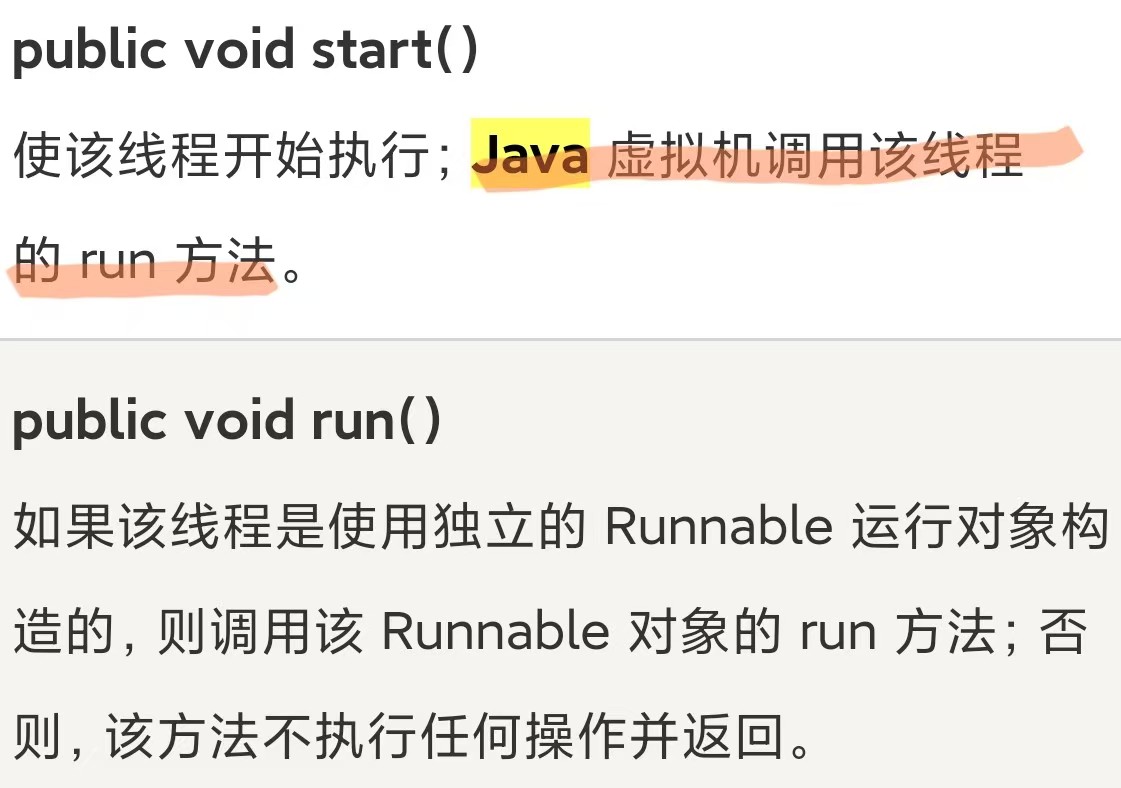 public void start()
使该线程开始执行；Java 虚拟机调用该线程
的 run 方法。
public void run()
如果该线程是使用独立的 Runnable 运行对象构
造的，则调用该 Runnable 对象的 run 方法；否
则，该方法不执行任何操作并返回。